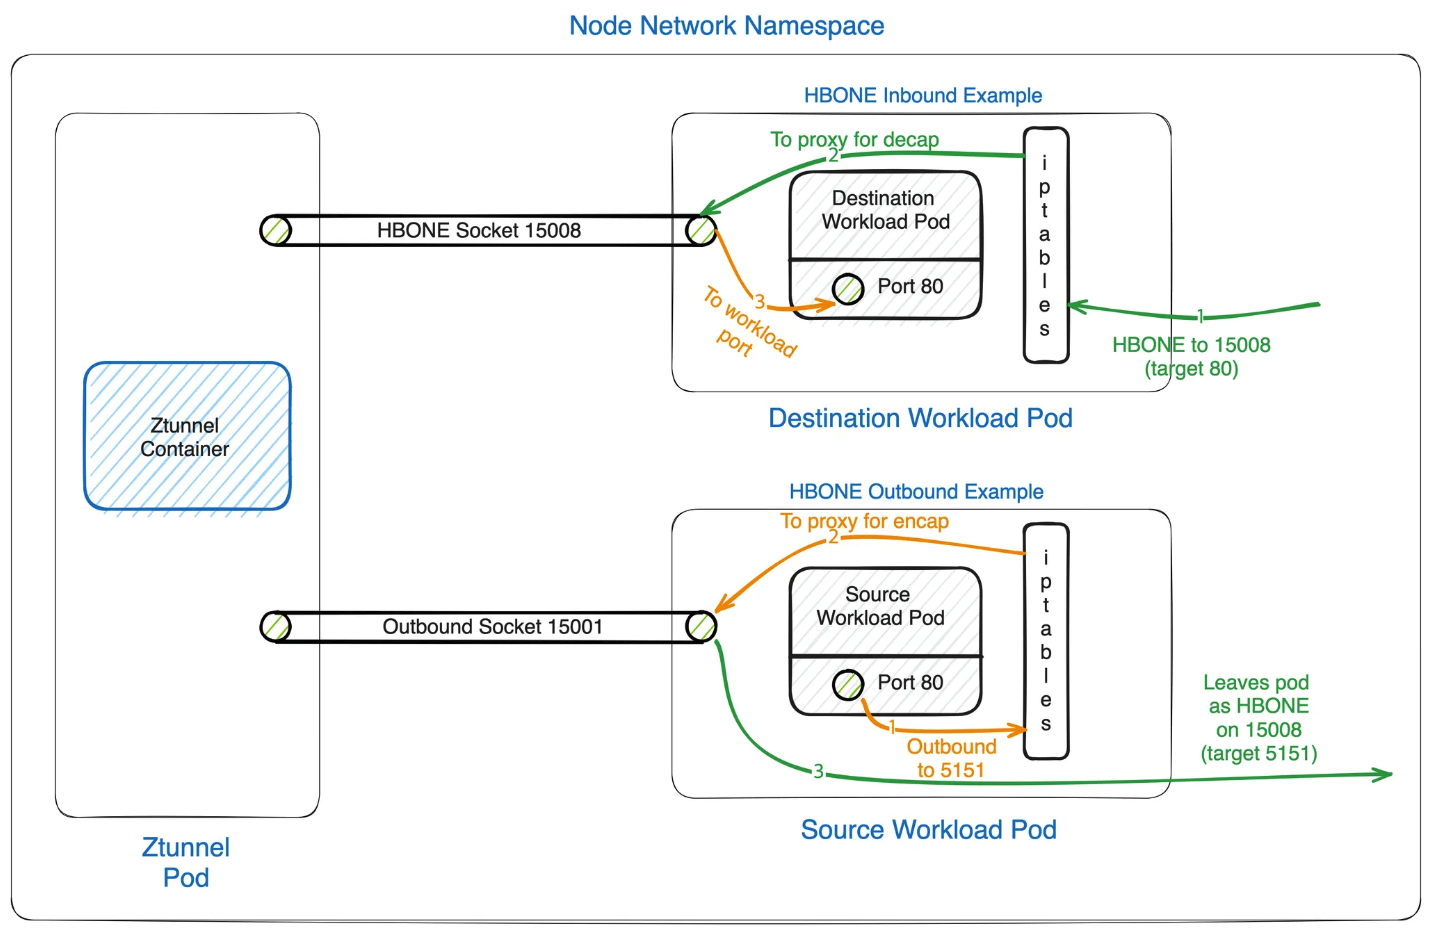 Node Network Namespace
HBONE Inbound Example
To proxy for decap
2
iptables
Destination
Workload Pod
Port 80
HBONE Socket 15008
3
To workload
port
1
HBONE to 15008
(target 80)
Destination Workload Pod
Ztunnel
Container
HBONE Outbound Example
To proxy for encap
2
iptables
Source
Workload Pod
Port 80
Outbound Socket 15001
1
Outbound
to 5151
3
Leaves pod
as HBONE
on 15008
(target 5151)
Source Workload Pod
Ztunnel
Pod